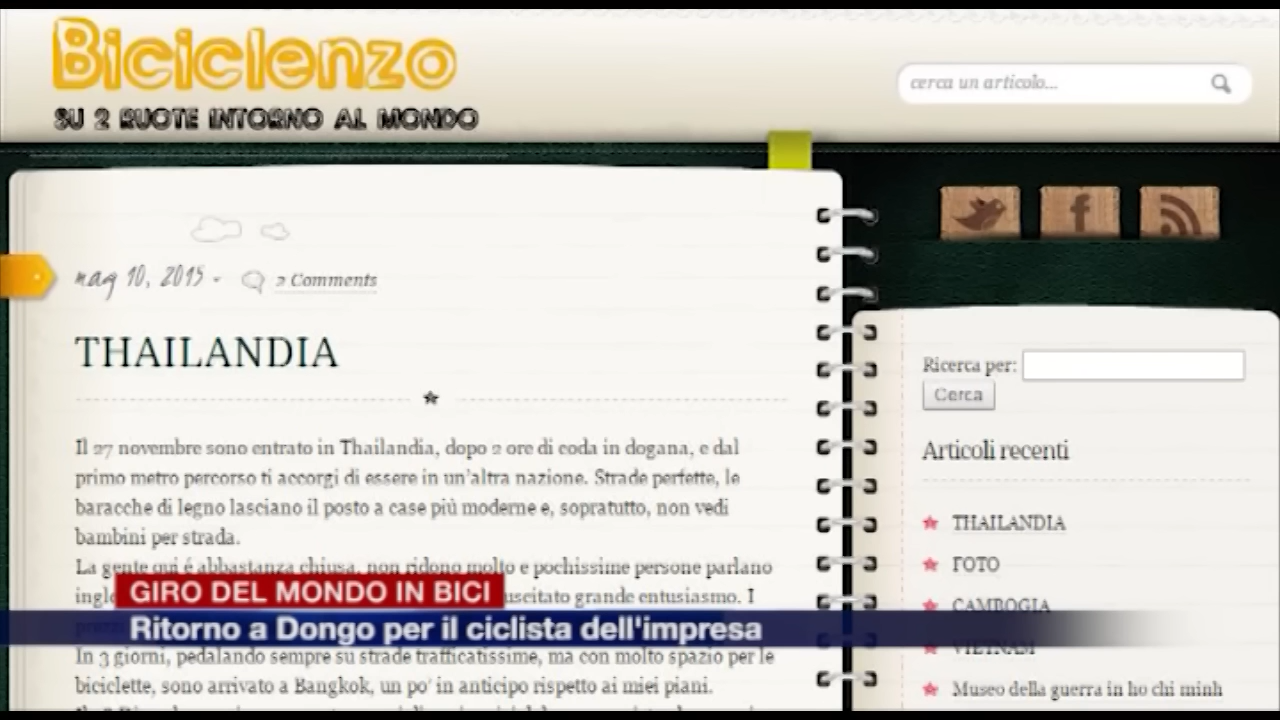 Biciclenzo
SU 2 RUOTE INTORNO AL MONDO
cerca un articolo...
mag 10, 2015 - 2 Comments
THAILANDIA
Il 27 novembre sono entrato in Thailandia, dopo 2 ore di coda in dogana, e dal
primo metro percorso ti accorgi di essere in un'altra nazione. Strade perfette, le
baracche di legno lasciano il posto a case più moderne e, sopratutto, non vedi
bambini per strada.
La gente qui é abbastanza chiusa, non ridono molto e pochissime persone parlano
uscitato grande entusiasmo. I
GIRO DEL MONDO IN BICI
Ritorno a Dongo per il ciclista dell'impresa
In 3 giorni, pedalando sempre su strade trafficatissime, ma con molto spazio per le
biciclette, sono arrivato a Bangkok, un po' in anticipo rispetto ai miei piani.
Ricerca per:
Cerca
Articoli recenti
THAILANDIA
FOTO
CAMBOGIA
VIETNAM
Museo della guerra in ho chi minh